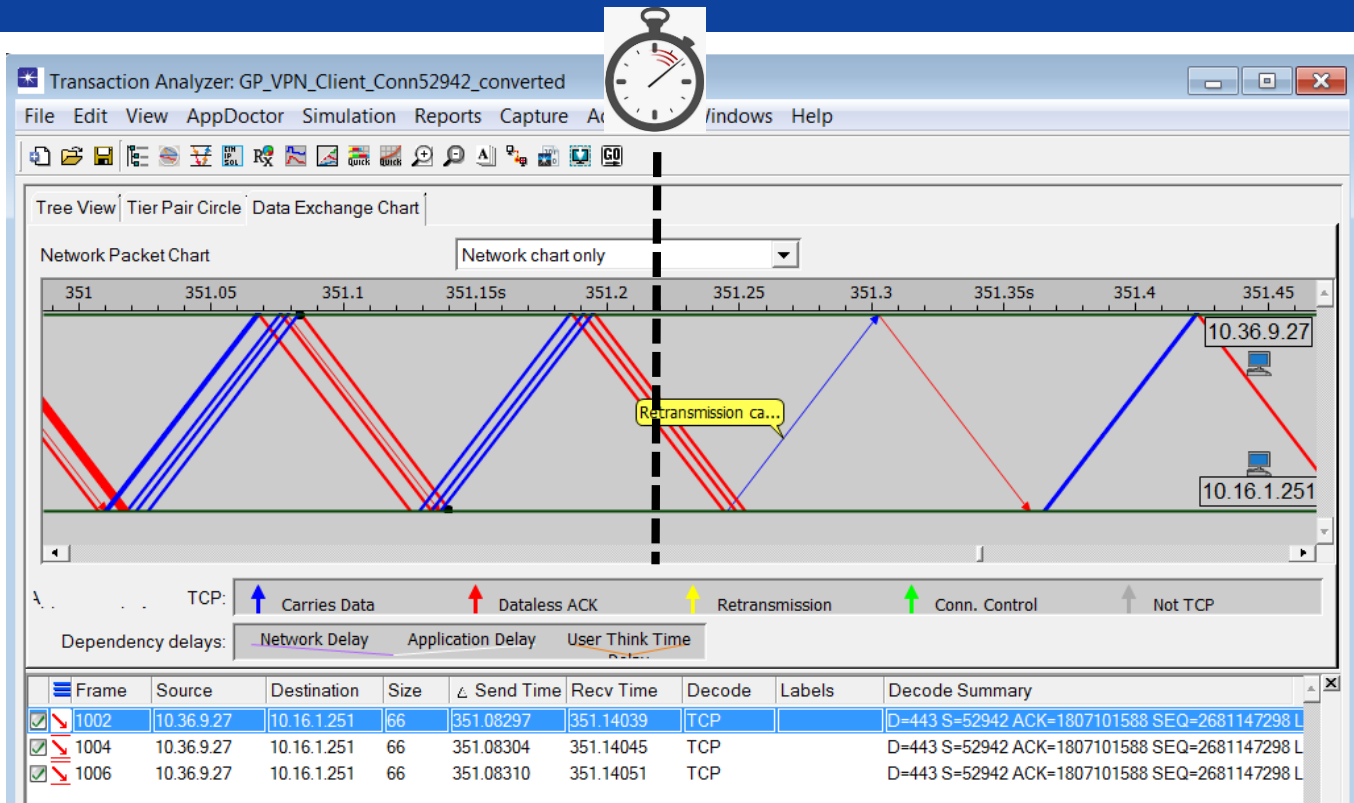 Transaction Analyzer: GP_VPN_Client_Conn52942_converted
File Edit View AppDoctor Simulation Reports Capture Windows Help
Tree View Tier Pair Circle Data Exchange Chart
Network Packet Chart Network chart only
351 351.05 351.1 351.15s 351.2 351.25 351.3 351.35s 351.4 351.45
10.36.9.27
Retransmission ca...
10.16.1.251
TCP: Carries Data Dataless ACK Retransmission Conn. Control Not TCP
Dependency delays: Network Delay Application Delay User Think Time
Frame Source Destination Size Send Time Recv Time Decode Labels Decode Summary
1002 10.36.9.27 10.16.1.251 66 351.08297 351.14039 TCP D=443 S=52942 ACK=1807101588 SEQ=2681147298 L
1004 10.36.9.27 10.16.1.251 66 351.08304 351.14045 TCP D=443 S=52942 ACK=1807101588 SEQ=2681147298 L
1006 10.36.9.27 10.16.1.251 66 351.08310 351.14051 TCP D=443 S=52942 ACK=1807101588 SEQ=2681147298 L